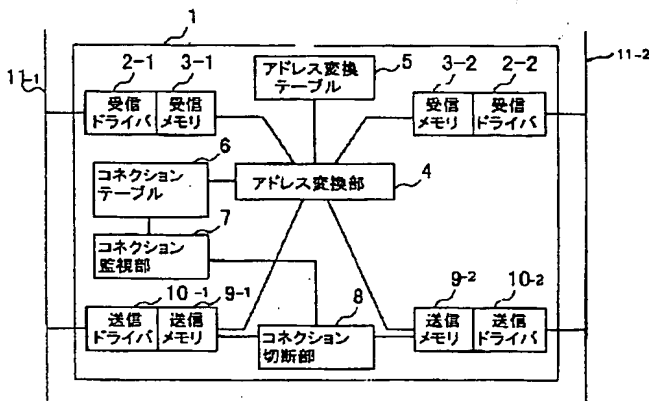 1
11-1
11-2
2-1
3-1
5
3-2
2-2
受信
ドライバ
受信
メモリ
アドレス変換
テーブル
受信
メモリ
受信
ドライバ
6
コネクション
テーブル
アドレス変換部
4
7
コネクション
監視部
10-1
9-1
8
9-2
10-2
送信
ドライバ
送信
メモリ
コネクション
切断部
送信
メモリ
送信
ドライバ